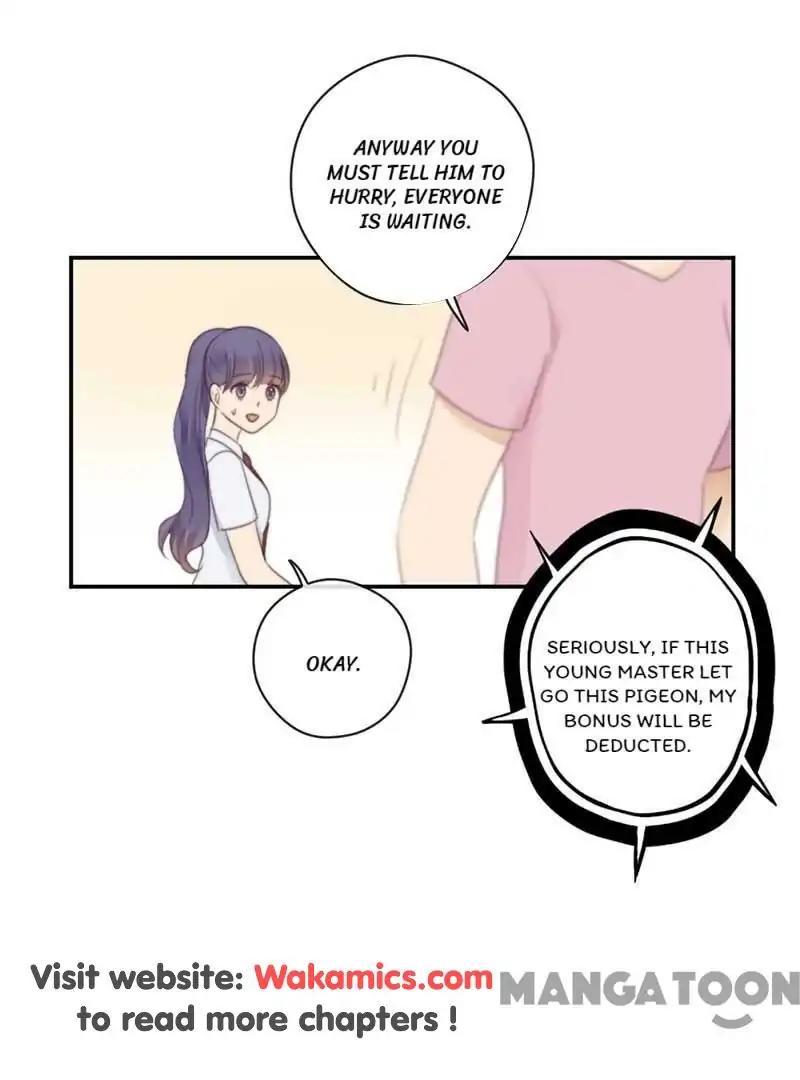 ANYWAY YOU
MUST TELL HIM TO
HURRY, EVERYONE
IS WAITING.
OKAY.
SERIOUSLY, IF THIS
YOUNG MASTER LET
GO THIS PIGEON, MY
BONUS WILL BE
DEDUCTED.
Visit website: Wakamics.com
to read more chapters !
MANGATOON